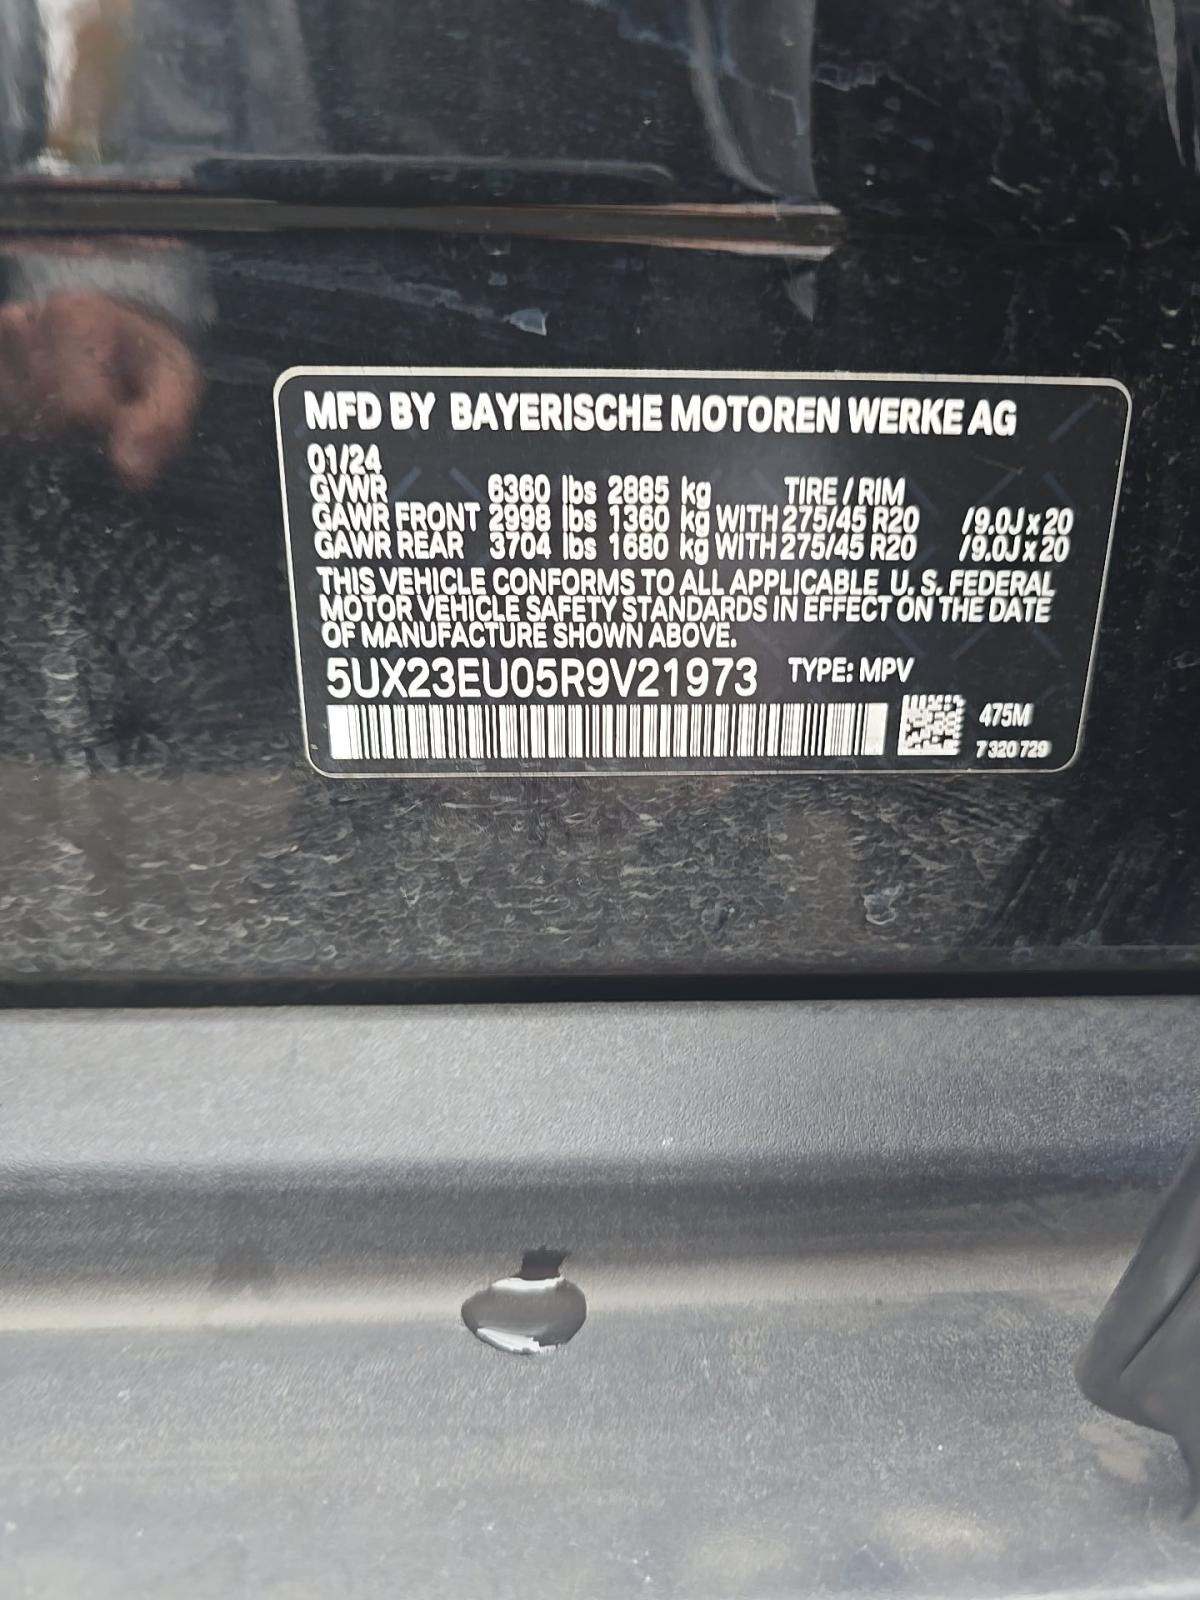 MFD BY BAYERISCHE MOTOREN WERKE AG
01/24
GVWR 6360 lbs 2885 kg TIRE / RIM
GAWR FRONT 2998 lbs 1360 kg WITH 275/45 R20 /9.0J x 20
GAWR REAR 3704 lbs 1680 kg WITH 275/45 R20 /9.0J x 20
THIS VEHICLE CONFORMS TO ALL APPLICABLE U.S. FEDERAL
MOTOR VEHICLE SAFETY STANDARDS IN EFFECT ON THE DATE
OF MANUFACTURE SHOWN ABOVE.
5UX23EU05R9V21973 TYPE: MPV
475M
7 320 729